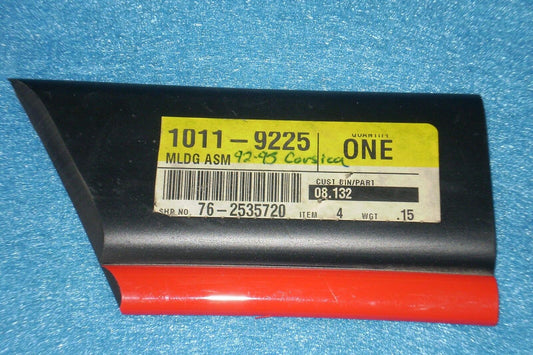 QUANTITY
1011-9225 ONE
MLDG ASM 92-95 Corsica
CUST BIN/PART
08.132
SHP NO. 76-2535720 ITEM 4 WGT .15